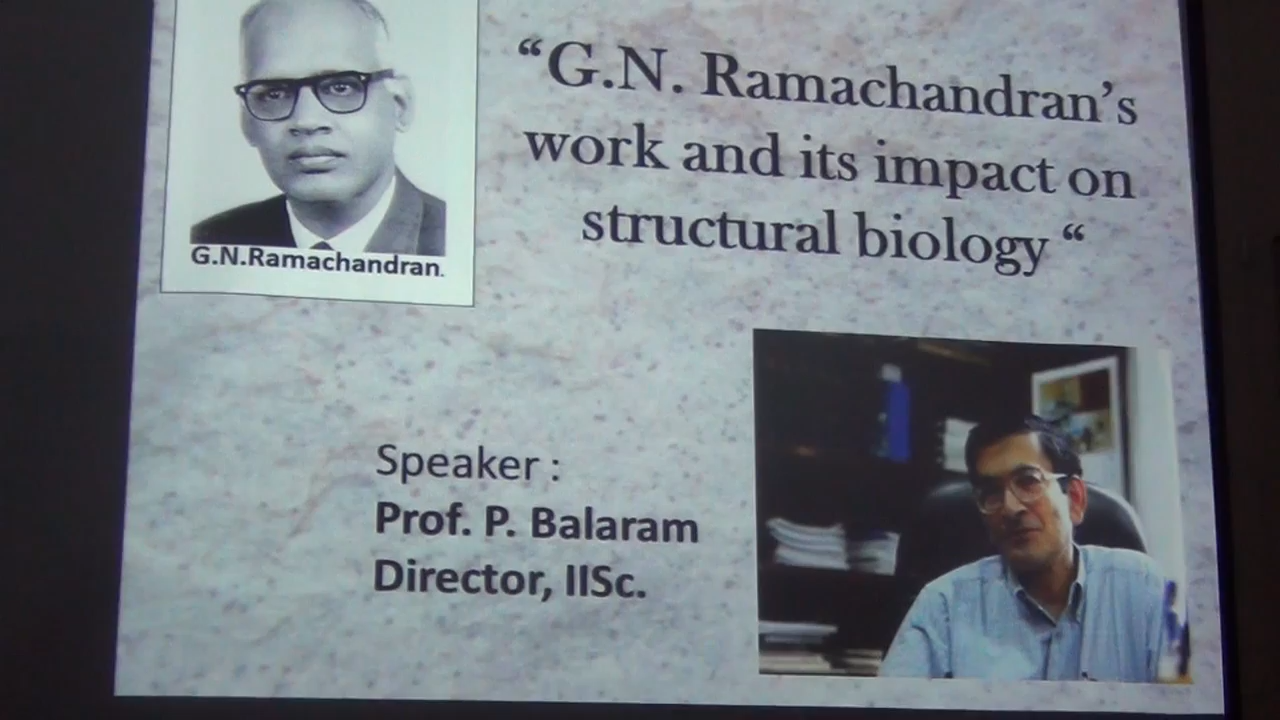 “G.N. Ramachandran’s
work and its impact on
structural biology “
G.N.Ramachandran.
Speaker :
Prof. P. Balaram
Director, IISc.